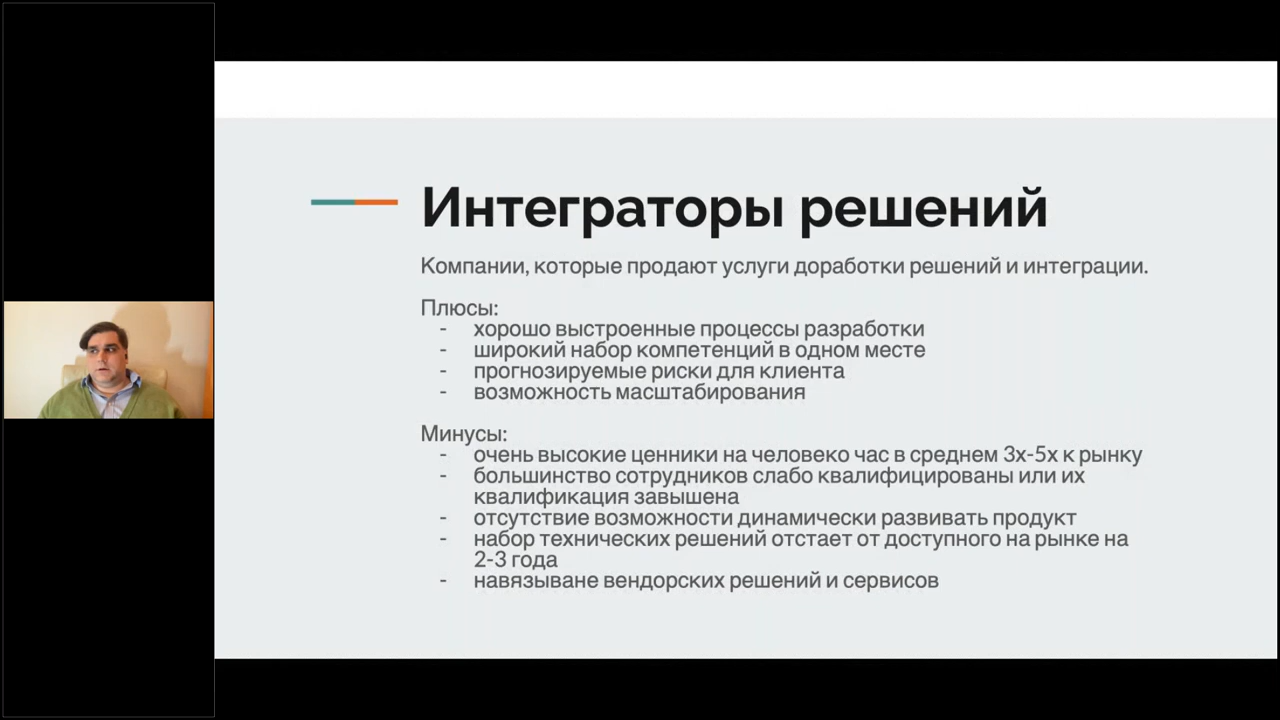 Интеграторы решений
Компании, которые продают услуги доработки решений и интеграции.
Плюсы:
- хорошо выстроенные процессы разработки
- широкий набор компетенций в одном месте
- прогнозируемые риски для клиента
- возможность масштабирования
Минусы:
- очень высокие ценники на человеко час в среднем 3х-5х к рынку
- большинство сотрудников слабо квалифицированы или их
квалификация завышена
- отсутствие возможности динамически развивать продукт
- набор технических решений отстает от доступного на рынке на
2-3 года
- навязыване вендорских решений и сервисов